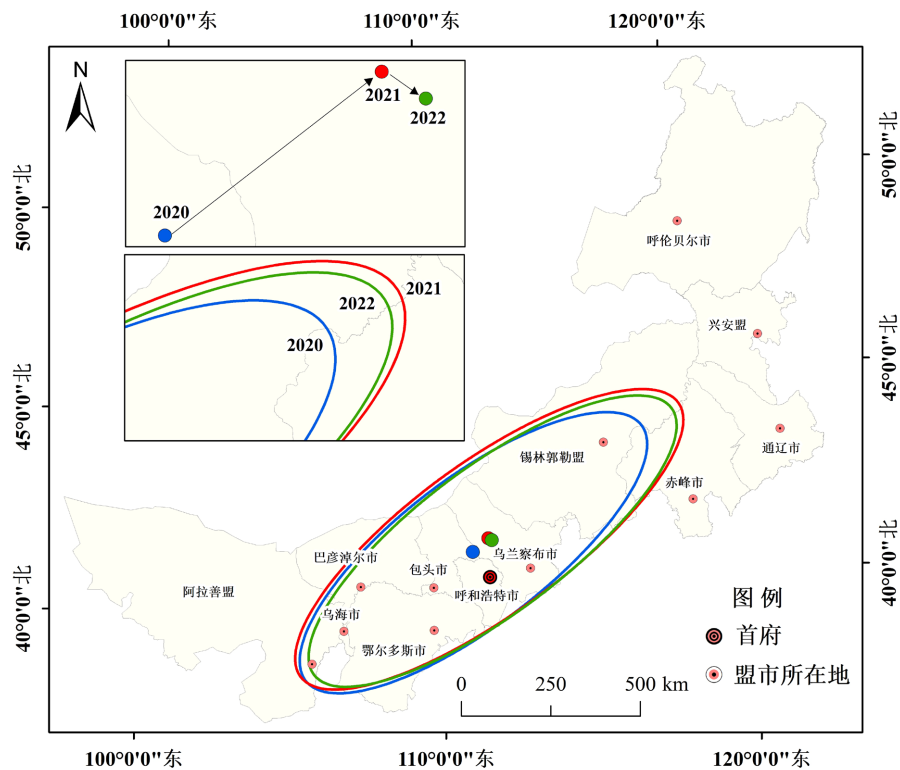 100°0′0″东 110°0′0″东 120°0′0″东
N
2021
2022
2020
50°0′0″北
50°0′0″北
呼伦贝尔市
2021
2022
2020
兴安盟
45°0′0″北
45°0′0″北
通辽市
锡林郭勒盟
赤峰市
巴彦淖尔市
乌兰察布市
包头市
40°0′0″北
阿拉善盟
呼和浩特市
40°0′0″北
乌海市
鄂尔多斯市
图例
首府
盟市所在地
0 250 500 km
100°0′0″东 110°0′0″东 120°0′0″东